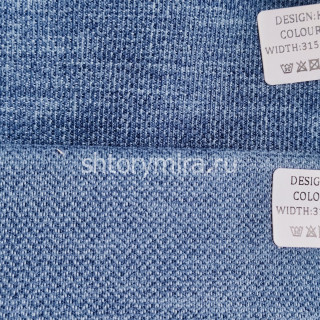 DESIGN:
COLOUR
WIDTH:315
shtorymira.ru
DESIG
COLO
WIDTH:3